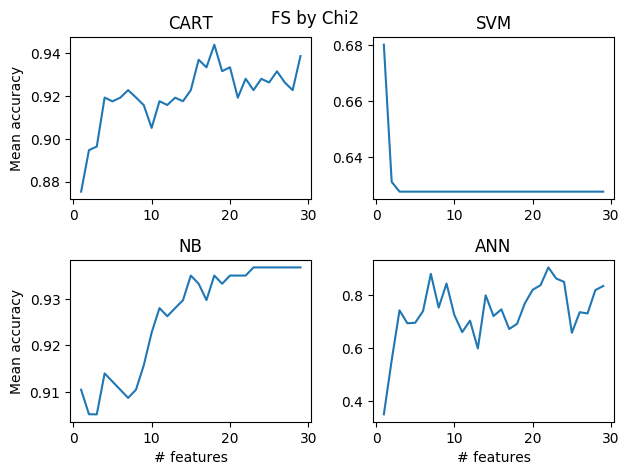 FS by Chi2
CART
SVM
Mean accuracy
0.94
0.92
0.90
0.88
0 10 20 30
0.68
0.66
0.64
0 10 20 30
NB
ANN
Mean accuracy
0.93
0.92
0.91
0 10 20 30
# features
0.8
0.6
0.4
0 10 20 30
# features